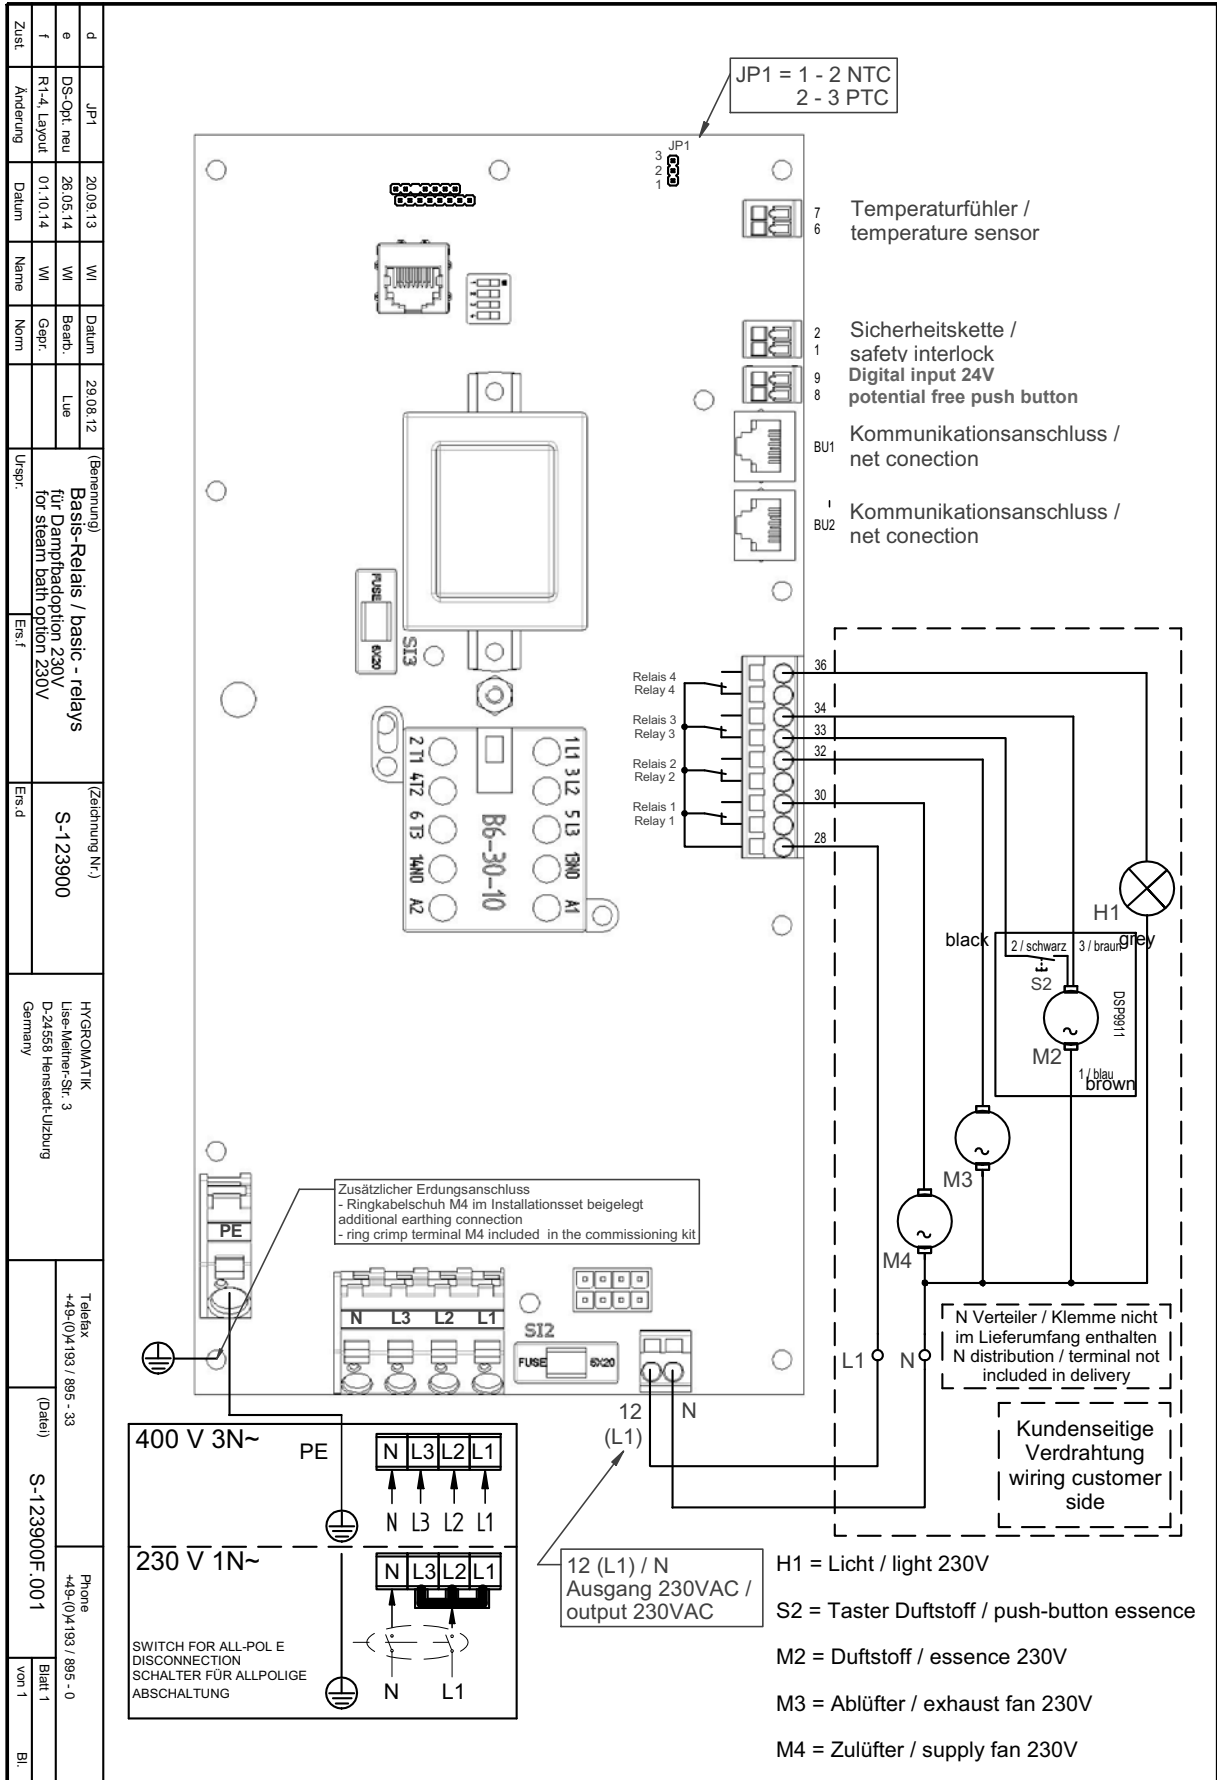 JP1 = 1 - 2 NTC
2 - 3 PTC
JP1
3
2
1
7
6
Temperaturfühler /
temperature sensor
2
1
Sicherheitskette /
safety interlock
9
8
Digital input 24V
potential free push button
BU1
Kommunikationsanschluss /
net conection
BU2
Kommunikationsanschluss /
net conection
FUSE
6X20
SI3
Relais 4
Relay 4
Relais 3
Relay 3
Relais 2
Relay 2
Relais 1
Relay 1
36
34
33
32
30
28
2 T1 4T2 6 T3 14NO A2
B6-30-10
1 L1 3 L2 5 L3 13NO A1
H1
black
grey
2 / schwarz
3 / braun
S2
DSP9911
M2
1 / blau
brown
M3
M4
Zusätzlicher Erdungsanschluss
- Ringkabelschuh M4 im Installationsset beigelegt
additional earthing connection
- ring crimp terminal M4 included in the commissioning kit
PE
N L3 L2 L1
SI2
FUSE
6X20
12
(L1)
N
L1
N
N Verteiler / Klemme nicht
im Lieferumfang enthalten
N distribution / terminal not
included in delivery
Kundenseitige
Verdrahtung
wiring customer
side
400 V 3N~
PE
N L3 L2 L1
N L3 L2 L1
230 V 1N~
N L3 L2 L1
SWITCH FOR ALL-POL E
DISCONNECTION
SCHALTER FÜR ALLPOLIGE
ABSCHALTUNG
N
L1
12 (L1) / N
Ausgang 230VAC /
output 230VAC
H1 = Licht / light 230V
S2 = Taster Duftstoff / push-button essence
M2 = Duftstoff / essence 230V
M3 = Ablüfter / exhaust fan 230V
M4 = Zulüfter / supply fan 230V
d JP1 20.09.13 WI
e DS-Opt. neu 26.05.14 WI
f R1-4, Layout 01.10.14 WI
Zust. Änderung Datum Name
Datum 29.08.12
Bearb. Lue
Gepr.
Norm
(Benennung)
Basis-Relais / basic - relays
für Dampfbadoption 230V
for steam bath option 230V
Urspr.
Ers.f
(Zeichnung Nr.)
S-123900
Ers.d
HYGROMATIK
Lise-Meitner-Str. 3
D-24558 Henstedt-Ulzburg
Germany
Telefax
+49-(0)4193 / 895 - 33
Phone
+49-(0)4193 / 895 - 0
(Datei)
S-123900F.001
Blatt 1
von 1
Bl.